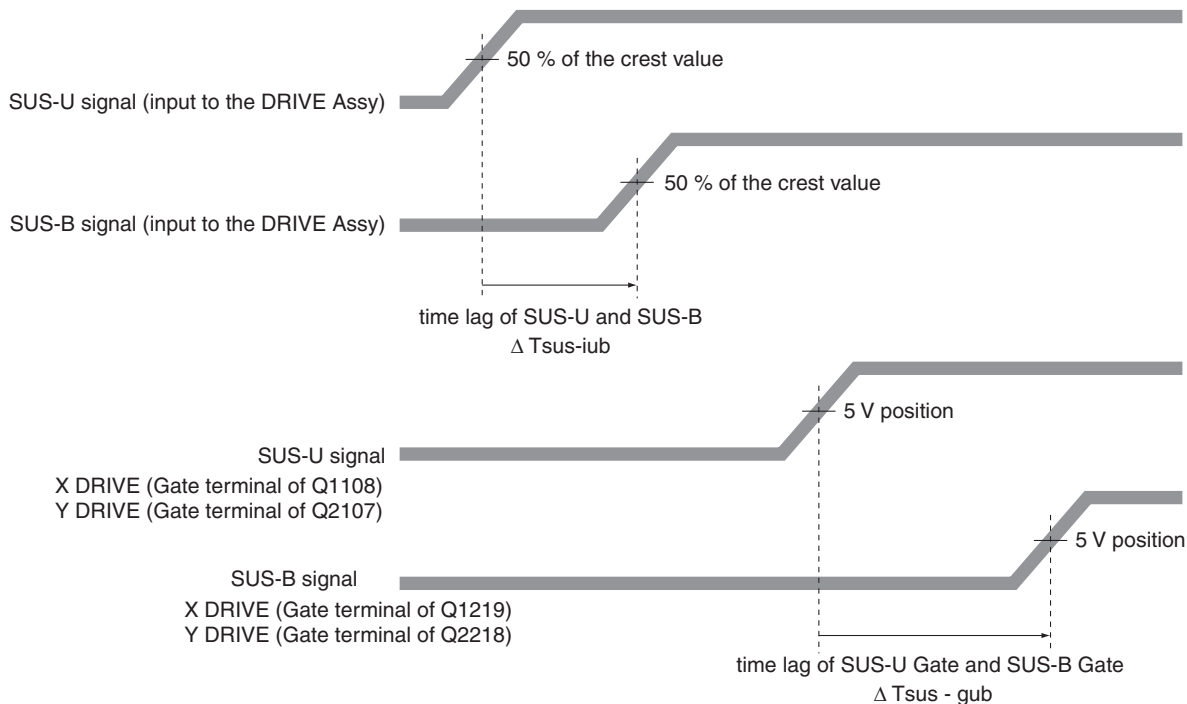 50 % of the crest value
SUS-U signal (input to the DRIVE Assy)
50 % of the crest value
SUS-B signal (input to the DRIVE Assy)
time lag of SUS-U and SUS-B
Δ Tsus-iub
5 V position
SUS-U signal
X DRIVE (Gate terminal of Q1108)
Y DRIVE (Gate terminal of Q2107)
5 V position
SUS-B signal
X DRIVE (Gate terminal of Q1219)
Y DRIVE (Gate terminal of Q2218)
time lag of SUS-U Gate and SUS-B Gate
Δ Tsus - gub